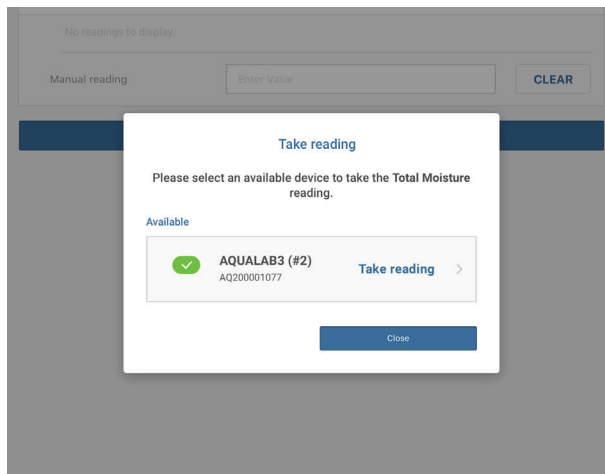 No readings to display.
Manual reading
Enter Value
CLEAR
Take reading
Please select an available device to take the Total Moisture
reading.
Available
AQUALAB3 (#2)
AQ200001077
Take reading
Close